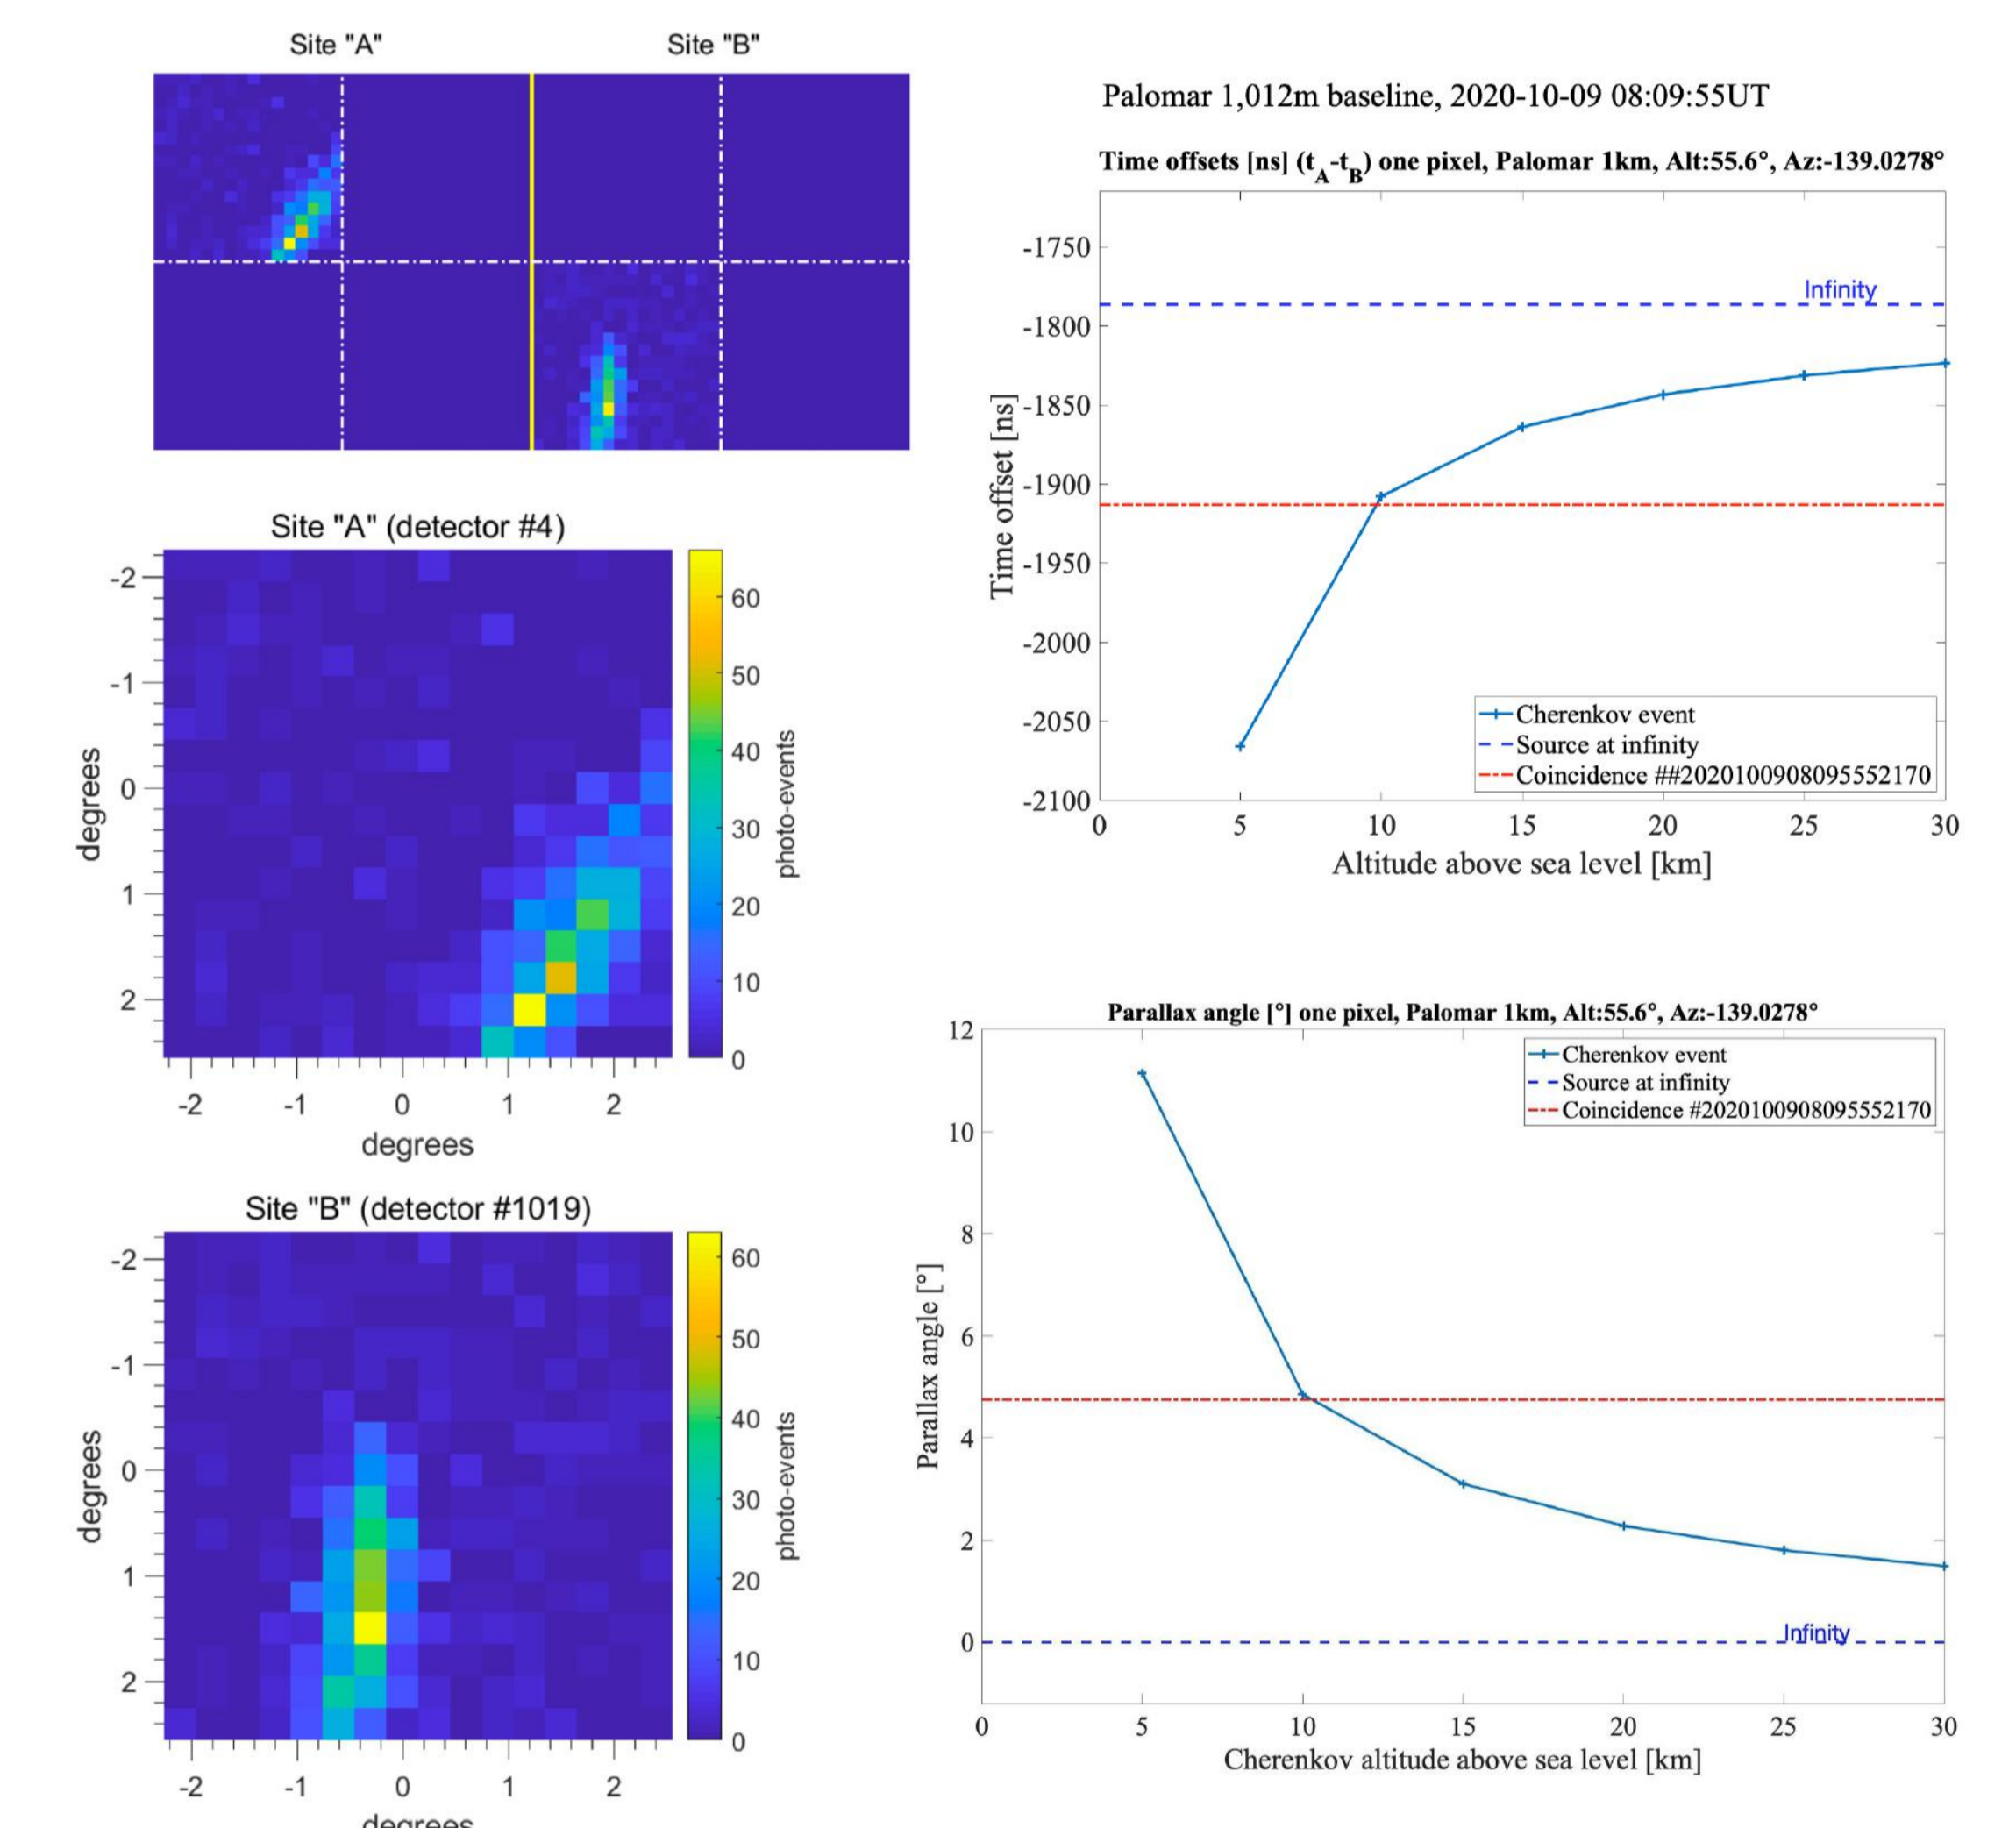 Site "A"
Site "B"
Site "A" (detector #4)
-2
-1
0
1
2
degrees
-2
-1
0
1
2
degrees
60
50
40
30
20
10
0
photo-events
Site "B" (detector #1019)
-2
-1
0
1
2
degrees
-2
-1
0
1
2
degrees
60
50
40
30
20
10
0
photo-events
Palomar 1,012m baseline, 2020-10-09 08:09:55UT
Time offsets [ns] (tA-tB) one pixel, Palomar 1km, Alt:55.6°, Az:-139.0278°
-1750
-1800
-1850
-1900
-1950
-2000
-2050
-2100
Time offset [ns]
Infinity
Cherenkov event
Source at infinity
Coincidence ##2020100908095552170
0
5
10
15
20
25
30
Altitude above sea level [km]
Parallax angle [°] one pixel, Palomar 1km, Alt:55.6°, Az:-139.0278°
12
10
8
6
4
2
0
Parallax angle [°]
Cherenkov event
Source at infinity
Coincidence #2020100908095552170
Infinity
0
5
10
15
20
25
30
Cherenkov altitude above sea level [km]